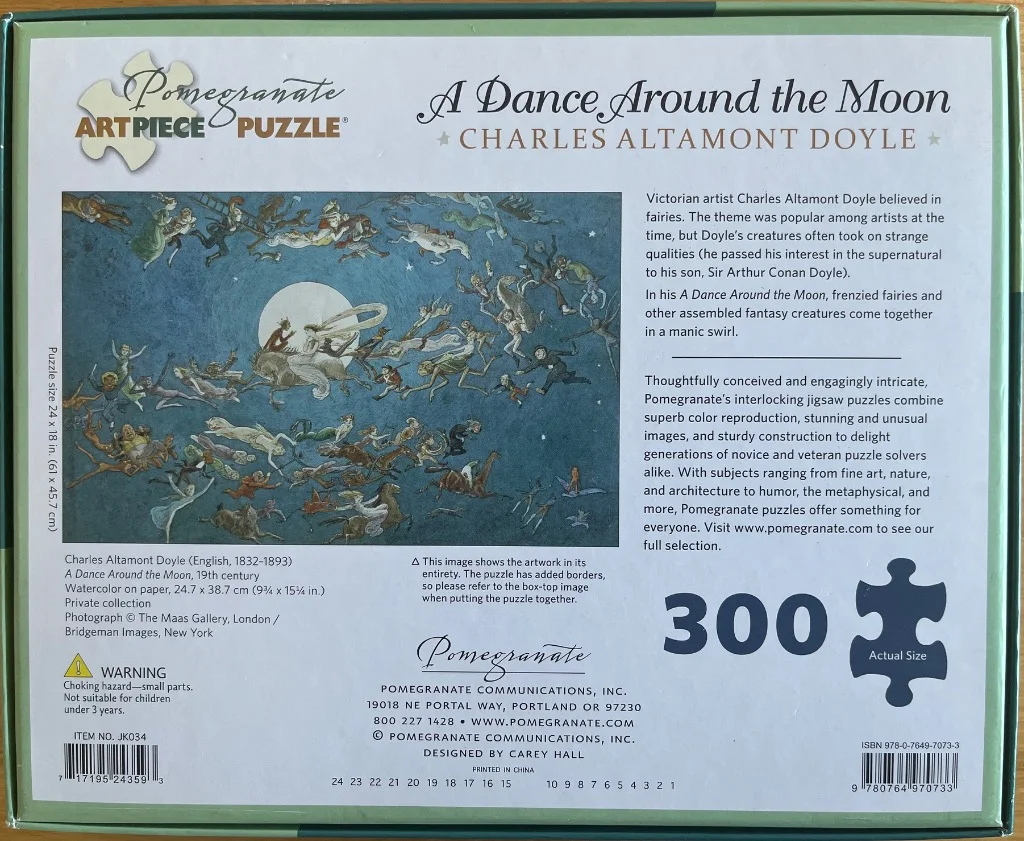 Pomegranate
ARTPIECE PUZZLE®
A Dance Around the Moon
CHARLES ALTAMONT DOYLE
Victorian artist Charles Altamont Doyle believed in
fairies. The theme was popular among artists at the
time, but Doyle's creatures often took on strange
qualities (he passed his interest in the supernatural
to his son, Sir Arthur Conan Doyle).
In his A Dance Around the Moon, frenzied fairies and
other assembled fantasy creatures come together
in a manic swirl.
Thoughtfully conceived and engagingly intricate,
Pomegranate's interlocking jigsaw puzzles combine
superb color reproduction, stunning and unusual
images, and sturdy construction to delight
generations of novice and veteran puzzle solvers
alike. With subjects ranging from fine art, nature,
and architecture to humor, the metaphysical, and
more, Pomegranate puzzles offer something for
everyone. Visit www.pomegranate.com to see our
full selection.
Puzzle size 24 x 18 in. (61 x 45.7 cm)
Charles Altamont Doyle (English, 1832–1893)
A Dance Around the Moon, 19th century
Watercolor on paper, 24.7 x 38.7 cm (9¾ x 15¼ in.)
Private collection
Photograph © The Maas Gallery, London /
Bridgeman Images, New York
△ This image shows the artwork in its
entirety. The puzzle has added borders,
so please refer to the box-top image
when putting the puzzle together.
300
Actual Size
WARNING
Choking hazard—small parts.
Not suitable for children
under 3 years.
Pomegranate
POMEGRANATE COMMUNICATIONS, INC.
19018 NE PORTAL WAY, PORTLAND OR 97230
800 227 1428 • WWW.POMEGRANATE.COM
© POMEGRANATE COMMUNICATIONS, INC.
DESIGNED BY CAREY HALL
PRINTED IN CHINA
24 23 22 21 20 19 18 17 16 15 10 9 8 7 6 5 4 3 2 1
ITEM NO. JK034
7 17195 24359 3
ISBN 978-0-7649-7073-3
9 780764 970733